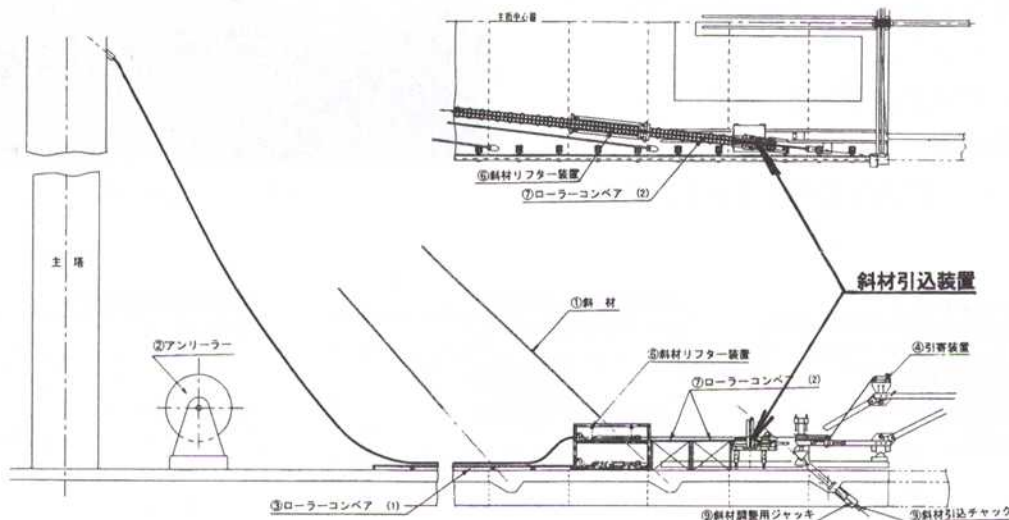 主桁中心線
⑥斜材リフター装置
⑦ローラーコンベア (2)
斜材引込装置
主塔
①斜材
②アンリーラー
⑥斜材リフター装置
④引寄装置
⑦ローラーコンベア (2)
③ローラーコンベア (1)
⑨斜材調整用ジャッキ
斜材引込チャック